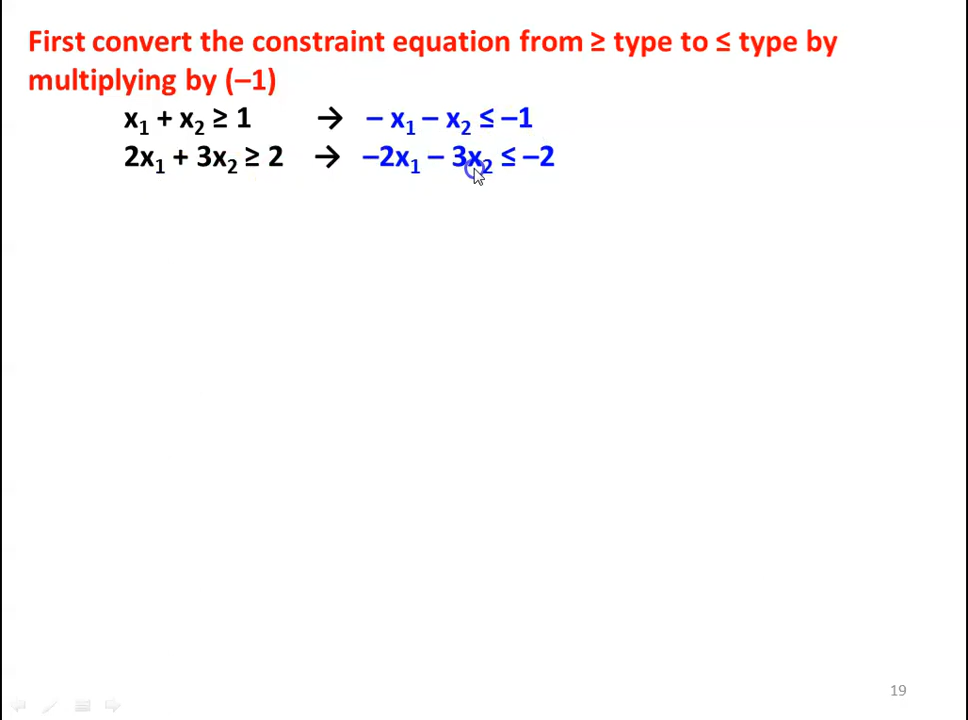 First convert the constraint equation from ≥ type to ≤ type by
multiplying by (–1)
x₁ + x₂ ≥ 1 → – x₁ – x₂ ≤ –1
2x₁ + 3x₂ ≥ 2 → –2x₁ – 3x₂ ≤ –2
19